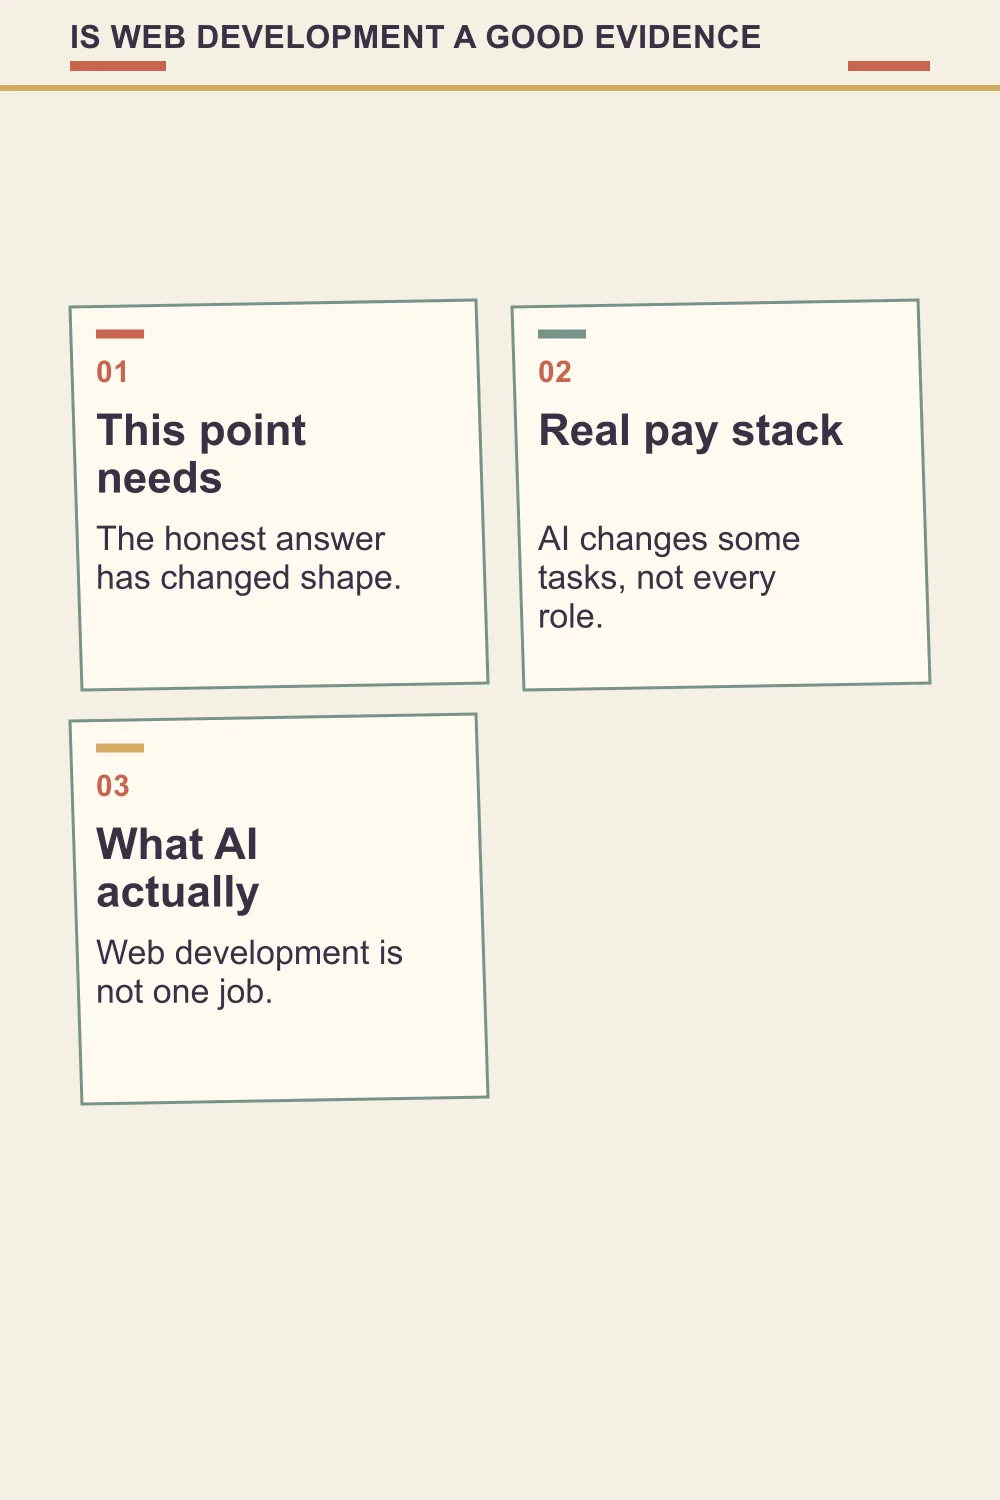 IS WEB DEVELOPMENT A GOOD EVIDENCE
01
This point
needs
The honest answer
has changed shape.
02
Real pay stack
AI changes some
tasks, not every
role.
03
What AI
actually
Web development is
not one job.